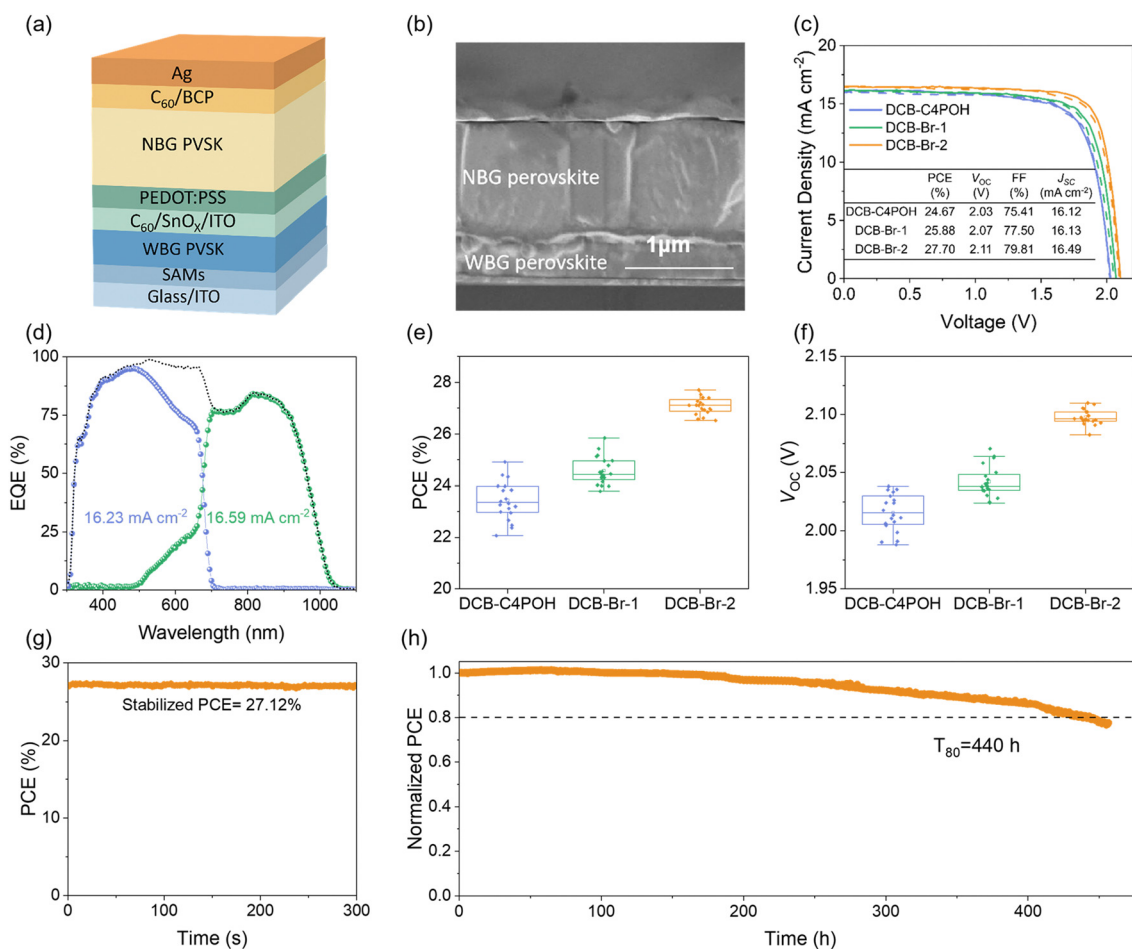 (a)
Ag
C60/BCP
NBG PVSK
PEDOT:PSS
C60/SnOX/ITO
WBG PVSK
SAMs
Glass/ITO
(b)
NBG perovskite
1μm
WBG perovskite
(c)
Current Density (mA cm⁻²)
20
15
10
5
0
DCB-C4POH
DCB-Br-1
DCB-Br-2
PCE VOC FF JSC
(%) (V) (%) (mA cm⁻²)
DCB-C4POH 24.67 2.03 75.41 16.12
DCB-Br-1 25.88 2.07 77.50 16.13
DCB-Br-2 27.70 2.11 79.81 16.49
0.0 0.5 1.0 1.5 2.0
Voltage (V)
(d)
EQE (%)
100
75
50
25
0
16.23 mA cm⁻² 16.59 mA cm⁻²
400 600 800 1000
Wavelength (nm)
(e)
PCE (%)
28
26
24
22
20
DCB-C4POH DCB-Br-1 DCB-Br-2
(f)
VOC (V)
2.15
2.10
2.05
2.00
1.95
DCB-C4POH DCB-Br-1 DCB-Br-2
(g)
PCE (%)
30
20
10
0
Stabilized PCE= 27.12%
0 100 200 300
Time (s)
(h)
Normalized PCE
1.0
0.8
0.6
0.4
0.2
0.0
T80=440 h
0 100 200 300 400
Time (h)